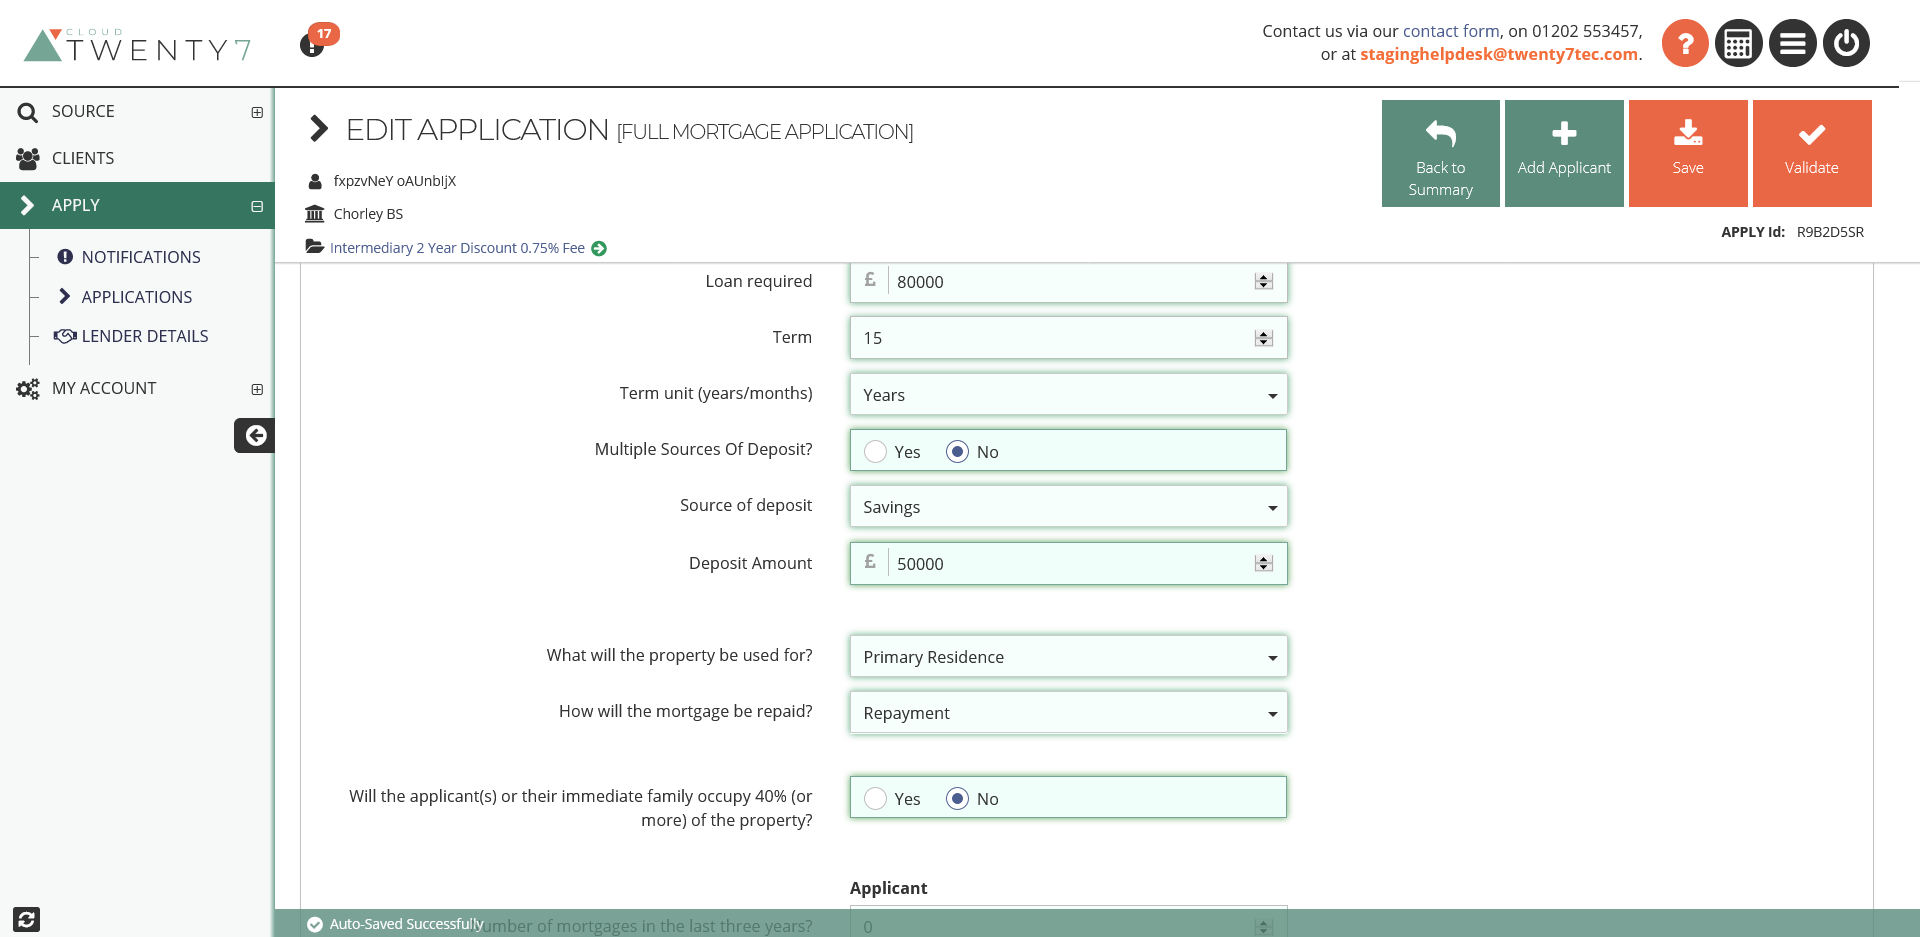 CLOUD
TWENTY7
17
Contact us via our contact form, on 01202 553457,
or at staginghelpdesk@twenty7tec.com.
SOURCE
CLIENTS
APPLY
NOTIFICATIONS
APPLICATIONS
LENDER DETAILS
MY ACCOUNT
EDIT APPLICATION [FULL MORTGAGE APPLICATION]
fxpzvNeY oAUnbljX
Chorley BS
Intermediary 2 Year Discount 0.75% Fee
Back to
Summary
Add Applicant
Save
Validate
APPLY Id: R9B2D5SR
Loan required £ 80000
Term 15
Term unit (years/months) Years
Multiple Sources Of Deposit? Yes No
Source of deposit Savings
Deposit Amount £ 50000
What will the property be used for? Primary Residence
How will the mortgage be repaid? Repayment
Will the applicant(s) or their immediate family occupy 40% (or
more) of the property?
Yes No
Applicant
Number of mortgages in the last three years? 0
Auto-Saved Successfully